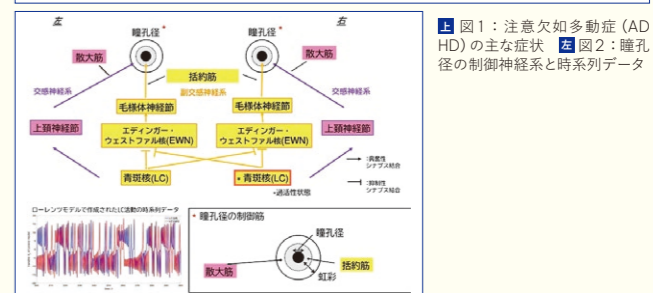 上 図1：注意欠如多動症（AD
HD）の主な症状 左 図2：瞳孔
径の制御神経系と時系列データ
左
右
瞳孔径*
瞳孔径*
散大筋
散大筋
括約筋
交感神経系
副交感神経系
交感神経系
毛様体神経節
毛様体神経節
上頚神経節
エディンガー・
ウェストファル核(EWN)
エディンガー・
ウェストファル核(EWN)
上頚神経節
青斑核(LC)
* 青斑核(LC)
*過活性状態
:興奮性
シナプス結合
:抑制性
シナプス結合
ローレンツモデルで作成されたLC活動の時系列データ
* 瞳孔径の制御筋
瞳孔径
散大筋
括約筋
虹彩